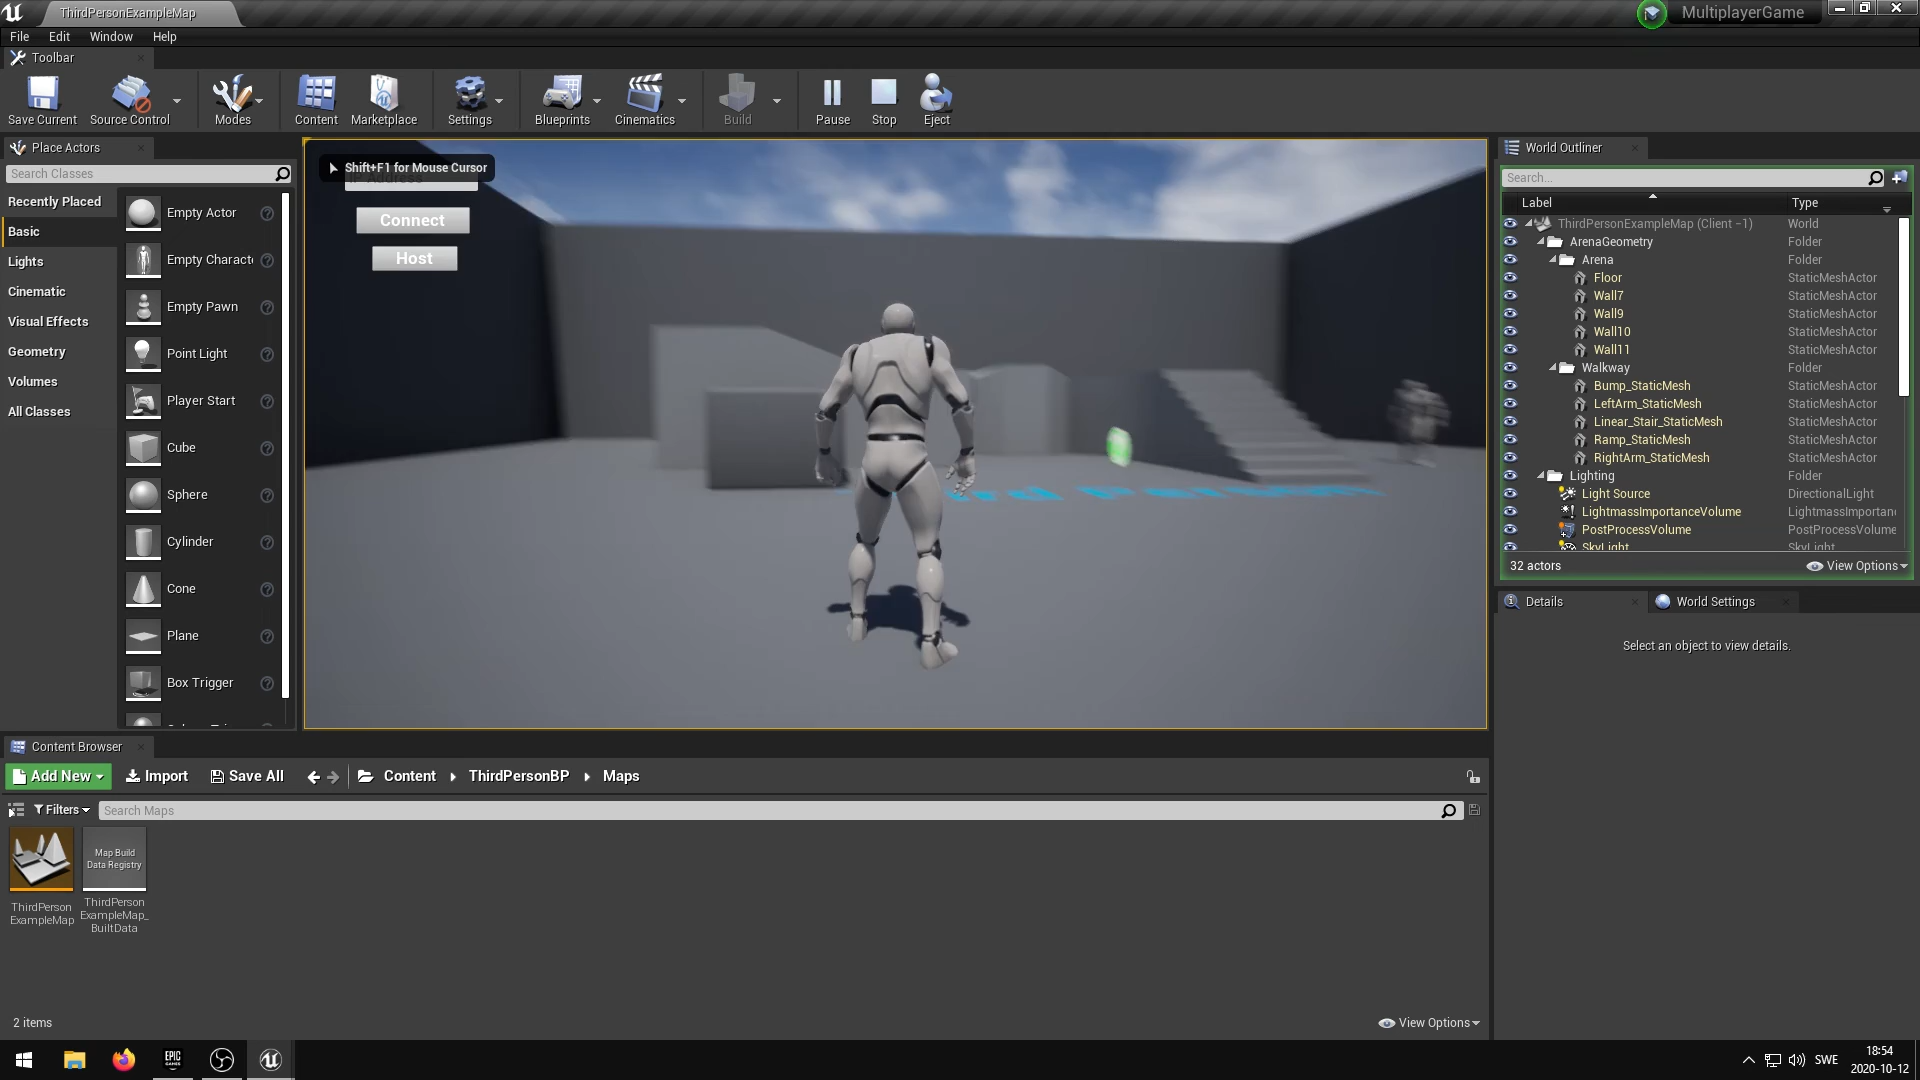 ThirdPersonExampleMap
MultiplayerGame
File Edit Window Help
Toolbar
Save Current Source Control Modes Content Marketplace Settings Blueprints Cinematics Build Pause Stop Eject
Place Actors
Search Classes
Recently Placed
Basic
Lights
Cinematic
Visual Effects
Geometry
Volumes
All Classes
Empty Actor
Empty Characte
Empty Pawn
Point Light
Player Start
Cube
Sphere
Cylinder
Cone
Plane
Box Trigger
Shift+F1 for Mouse Cursor
Connect
Host
World Outliner
Search...
Label Type
ThirdPersonExampleMap (Client -1) World
ArenaGeometry Folder
Arena Folder
Floor StaticMeshActor
Wall7 StaticMeshActor
Wall9 StaticMeshActor
Wall10 StaticMeshActor
Wall11 StaticMeshActor
Walkway Folder
Bump_StaticMesh StaticMeshActor
LeftArm_StaticMesh StaticMeshActor
Linear_Stair_StaticMesh StaticMeshActor
Ramp_StaticMesh StaticMeshActor
RightArm_StaticMesh StaticMeshActor
Lighting Folder
Light Source DirectionalLight
LightmassImportanceVolume LightmassImportan
PostProcessVolume PostProcessVolume
SkyLight SkyLight
32 actors View Options
Details World Settings
Select an object to view details.
Content Browser
Add New Import Save All Content ThirdPersonBP Maps
Filters Search Maps
Map Build
Data Registry
ThirdPerson
ExampleMap
ThirdPerson
ExampleMap_
BuiltData
2 items View Options
EPIC
GAMES
SWE
18:54
2020-10-12